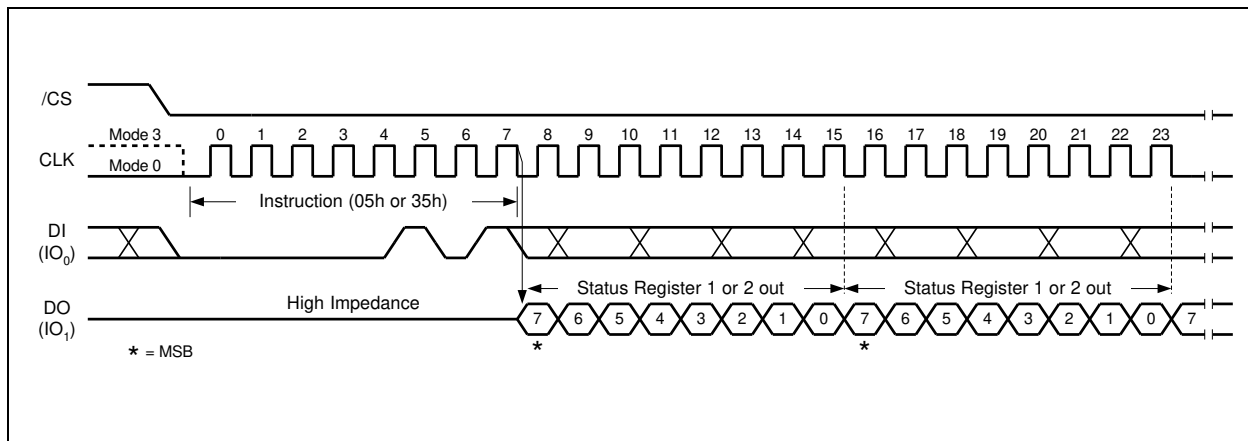 /CS
Mode 3 0 1 2 3 4 5 6 7 8 9 10 11 12 13 14 15 16 17 18 19 20 21 22 23
CLK
Mode 0
Instruction (05h or 35h)
DI
(IO₀)
Status Register 1 or 2 out Status Register 1 or 2 out
High Impedance
DO
(IO₁)
7 6 5 4 3 2 1 0 7 6 5 4 3 2 1 0 7
* *
* = MSB